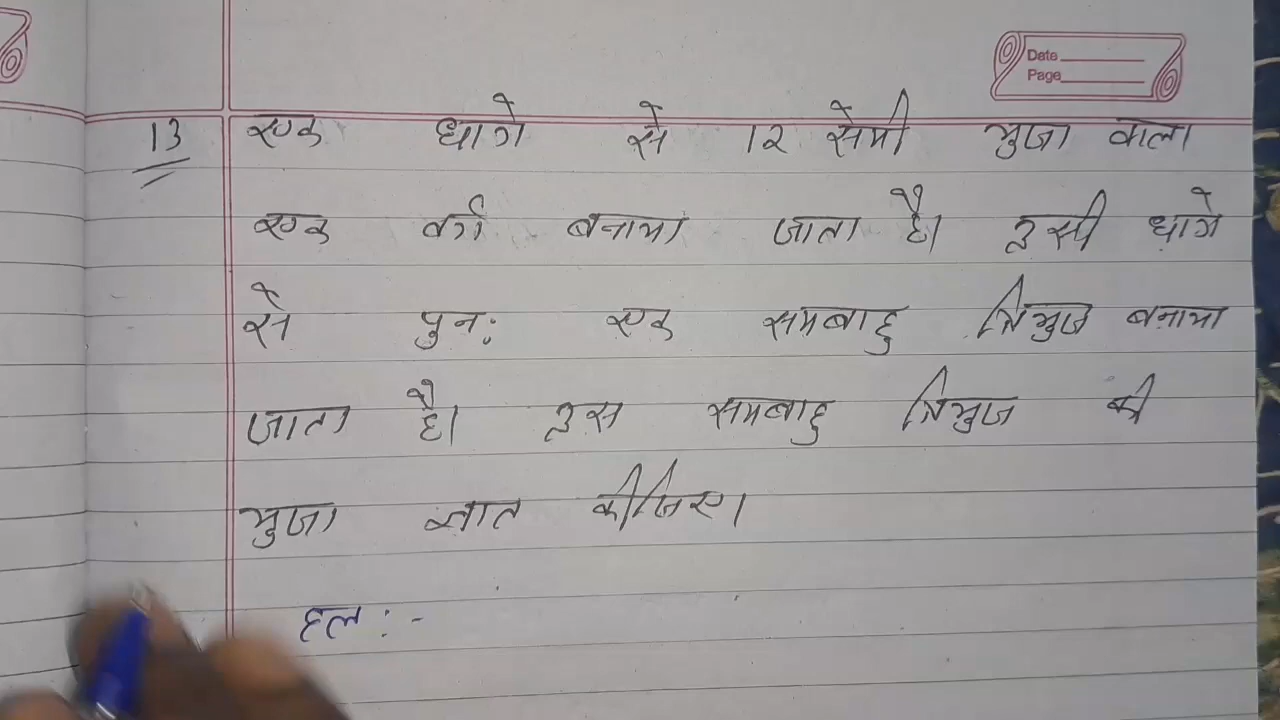 Date
Page
13 एक धागे से 12 सेमी भुजा वाला
एक वर्ग बनाया जाता है। इसी धागे
से पुनः एक समबाहु त्रिभुज बनाया
जाता है। इस समबाहु त्रिभुज की
भुजा ज्ञात कीजिए।
हल :-